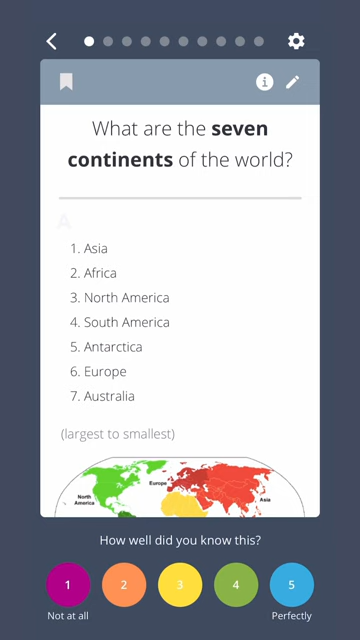 What are the seven
continents of the world?
A
1. Asia
2. Africa
3. North America
4. South America
5. Antarctica
6. Europe
7. Australia
(largest to smallest)
North
America
Europe
Asia
How well did you know this?
1 2 3 4 5
Not at all Perfectly